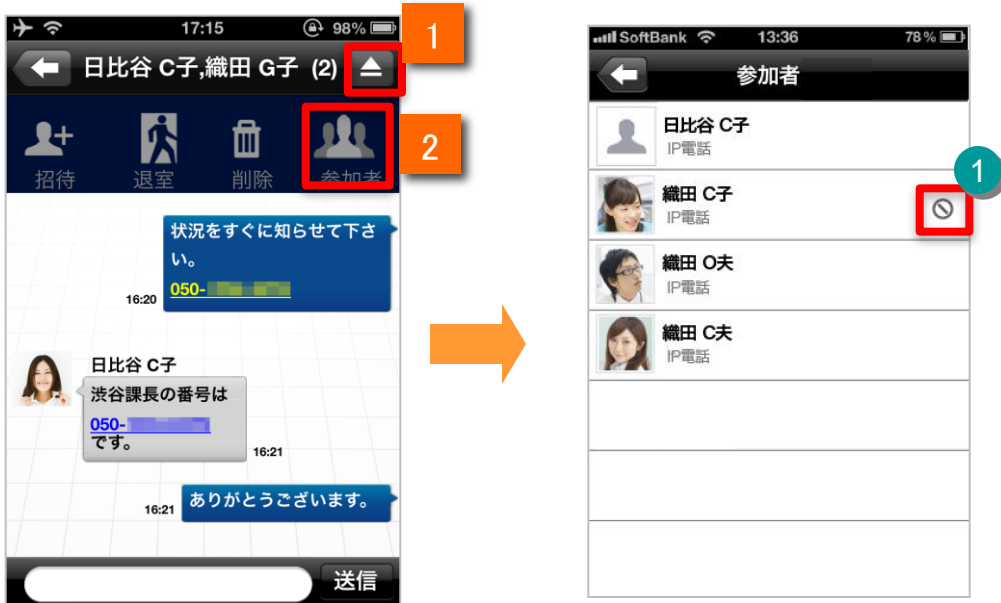 17:15
98%
日比谷 C子,織田 G子 (2)
1
招待
退室
削除
参加者
2
状況をすぐに知らせて下さ
い。
050-
16:20
日比谷 C子
渋谷課長の番号は
050-
です。
16:21
ありがとうございます。
16:21
送信
SoftBank
13:36
78%
参加者
日比谷 C子
IP電話
織田 C子
IP電話
1
織田 O夫
IP電話
織田 C夫
IP電話